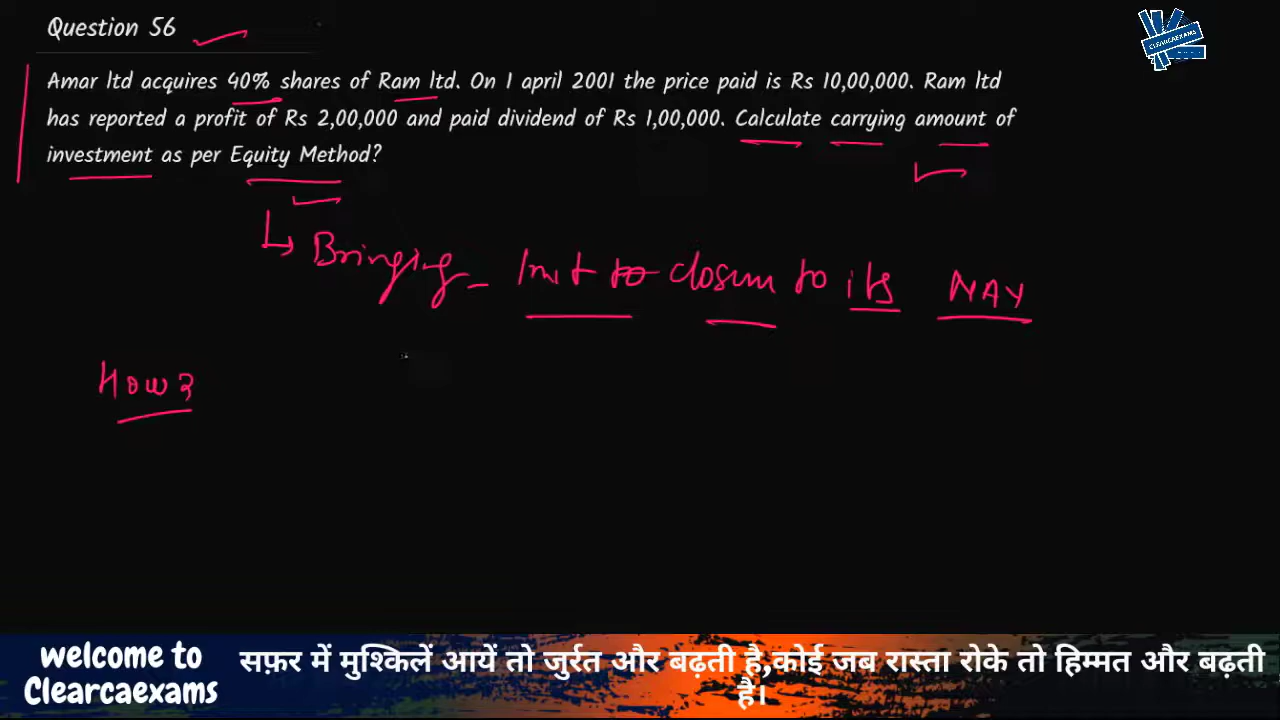 Question 56
CLEARCAEXAMS
Amar ltd acquires 40% shares of Ram ltd. On 1 april 2001 the price paid is Rs 10,00,000. Ram ltd
has reported a profit of Rs 2,00,000 and paid dividend of Rs 1,00,000. Calculate carrying amount of
investment as per Equity Method?
Bringing to its NAV
How?
welcome to
Clearcaexams
सफ़र में मुश्किलें आयें तो जुर्रत और बढ़ती है,कोई जब रास्ता रोके तो हिम्मत और बढ़ती
है।